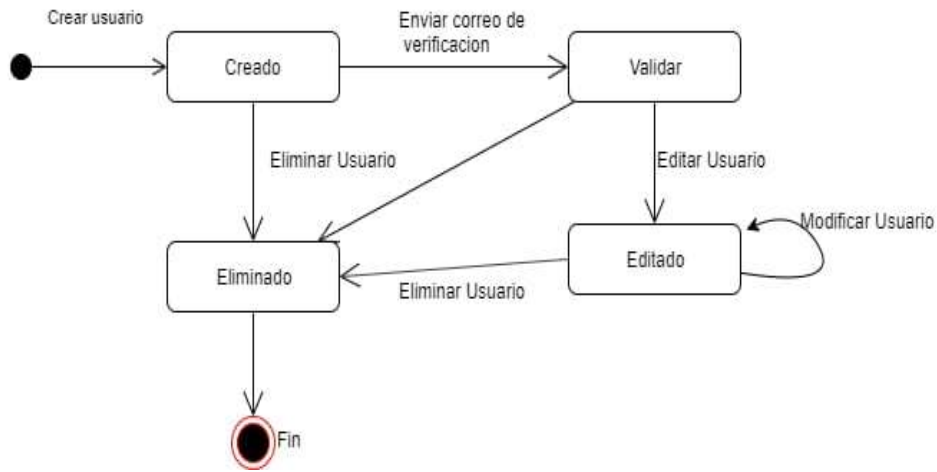 Crear usuario
Enviar correo de
verificacion
Creado
Validar
Eliminar Usuario
Editar Usuario
Modificar Usuario
Eliminado
Editado
Eliminar Usuario
Fin